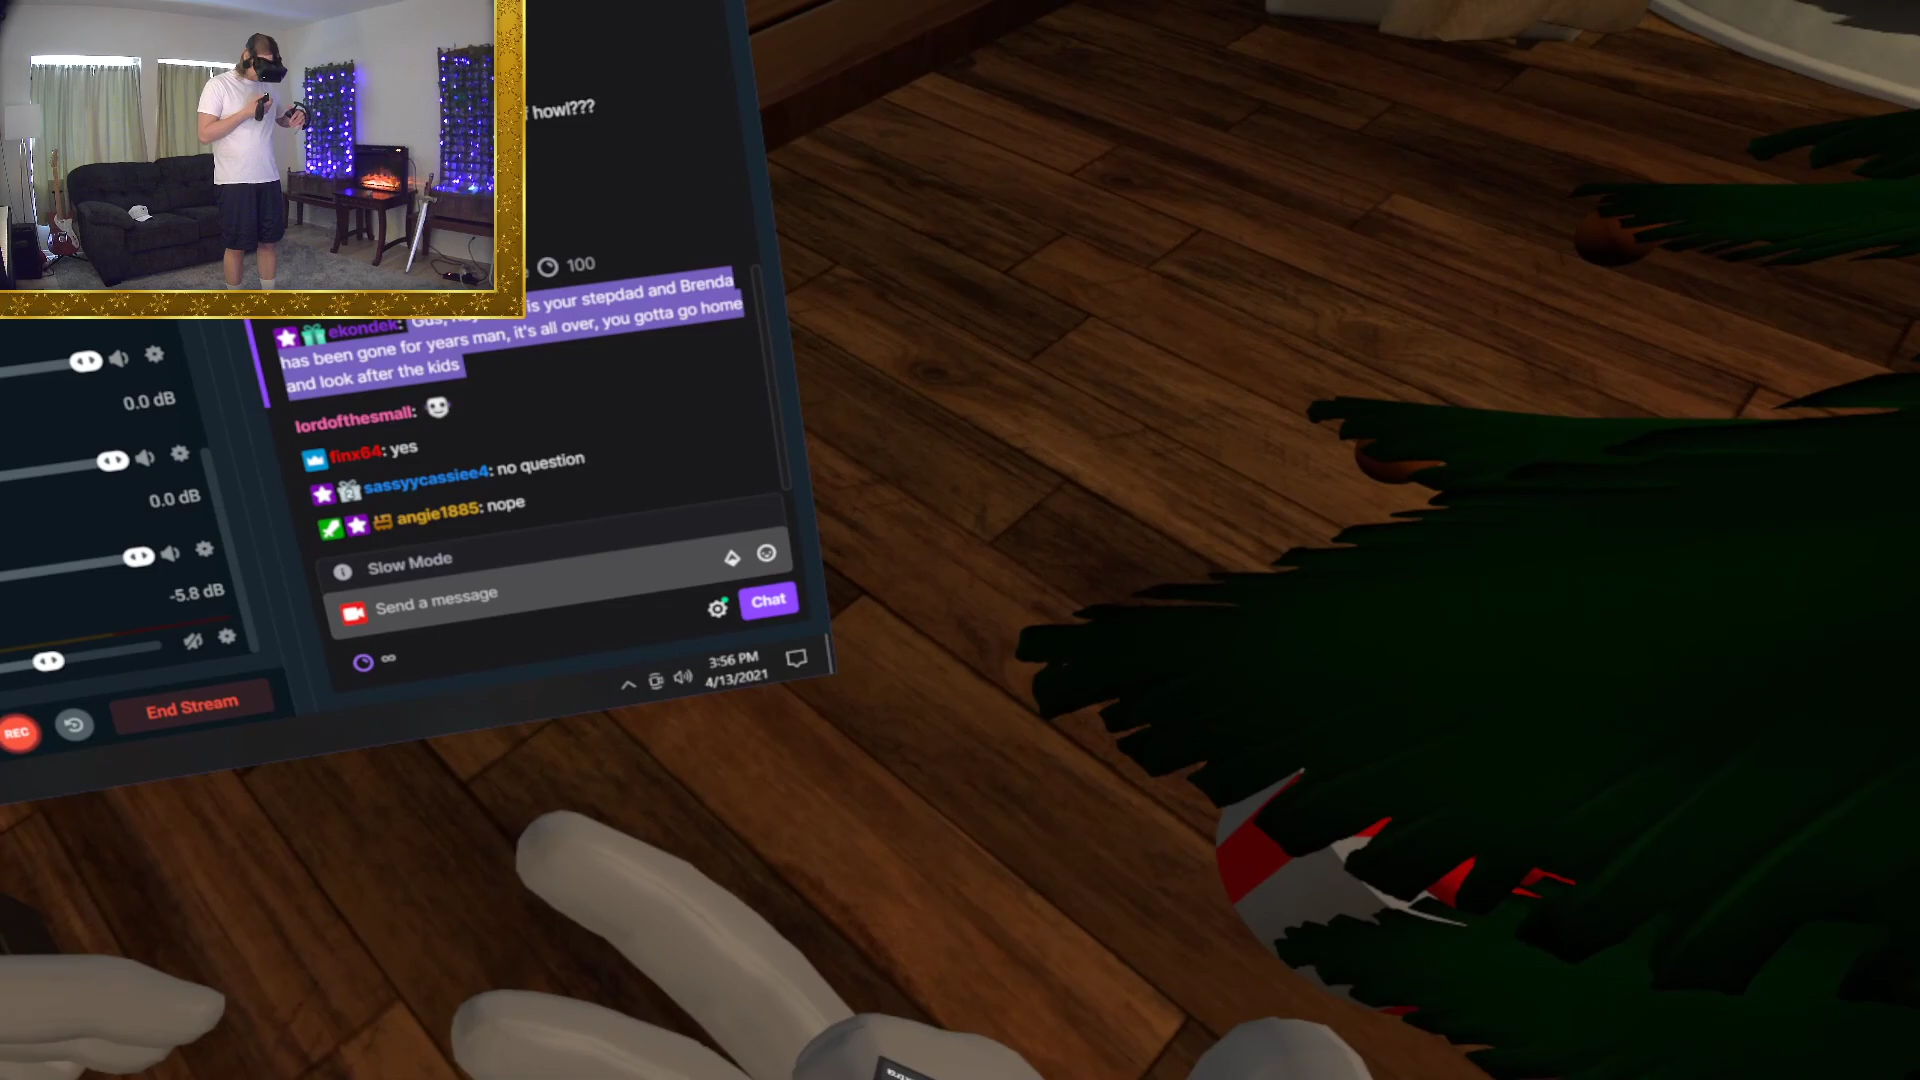 howl???
100
ekondek: Gus, is your stepdad and Brenda
has been gone for years man, it's all over, you gotta go home
and look after the kids
lordofthesmall:
finx64: yes
2 sassyycassiee4: no question
angie1885: nope
Slow Mode
Send a message
Chat
∞
0.0 dB
0.0 dB
-5.8 dB
REC
End Stream
3:56 PM
4/13/2021